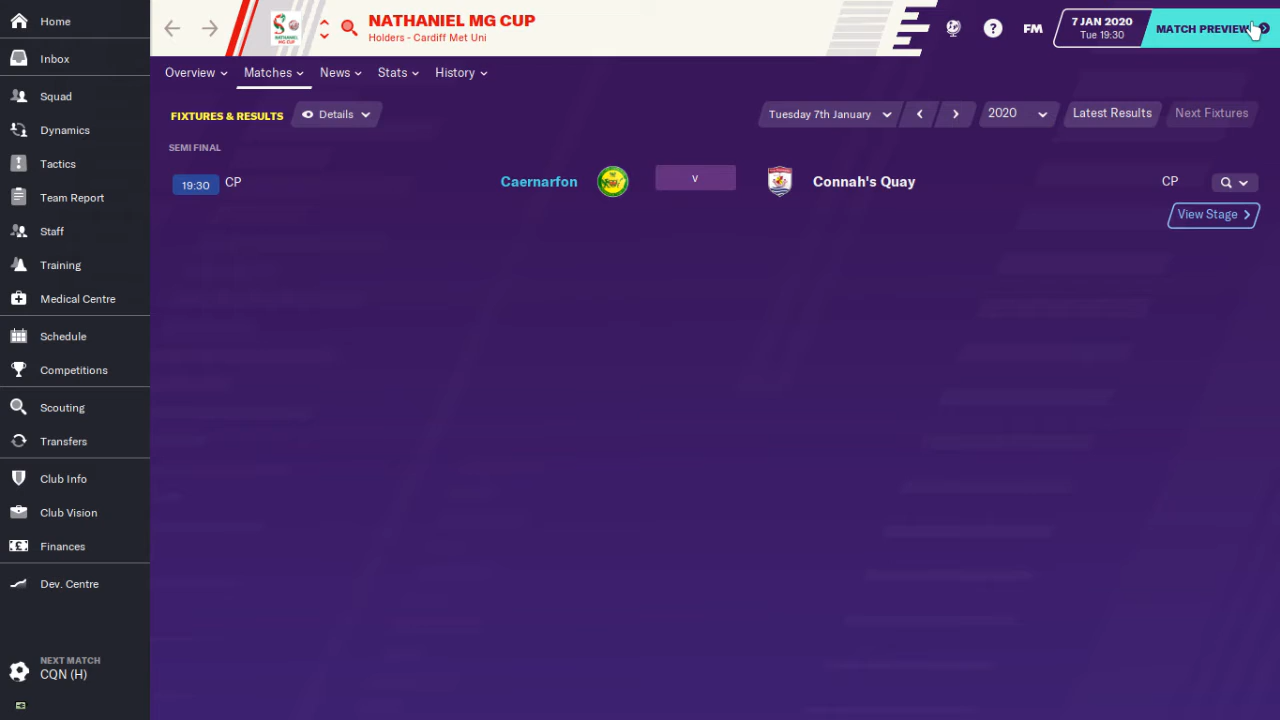 Home
Inbox
Squad
Dynamics
Tactics
Team Report
Staff
Training
Medical Centre
Schedule
Competitions
Scouting
Transfers
Club Info
Club Vision
Finances
Dev. Centre
NEXT MATCH
CQN (H)
NATHANIEL MG CUP
Holders - Cardiff Met Uni
NATHANIEL
MG CUP
?
FM
7 JAN 2020
Tue 19:30
MATCH PREVIEW
Overview
Matches
News
Stats
History
FIXTURES & RESULTS
Details
Tuesday 7th January
2020
Latest Results
Next Fixtures
SEMI FINAL
19:30 CP Caernarfon v Connah's Quay CP
View Stage